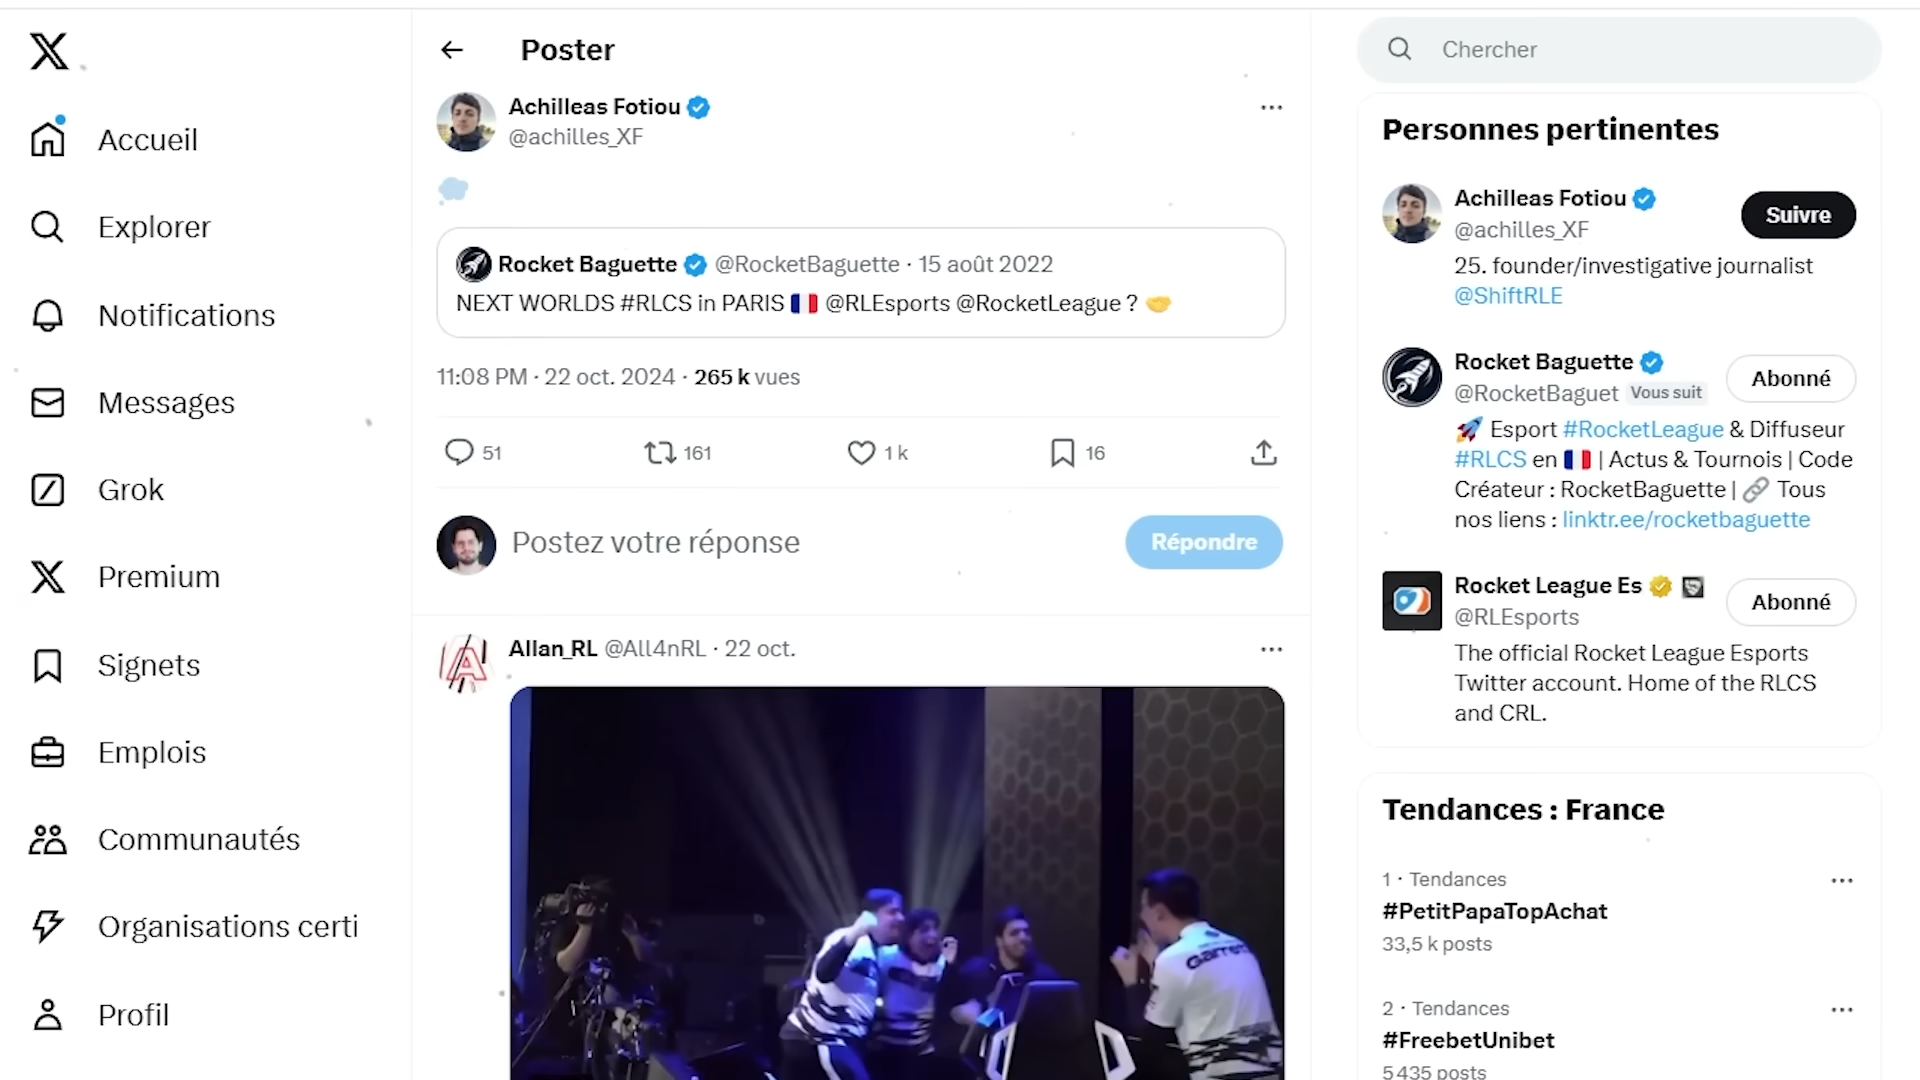 Accueil
Explorer
Notifications
Messages
Grok
Premium
Signets
Emplois
Communautés
Organisations certi
Profil
Poster
Achilleas Fotiou
@achilles_XF
Rocket Baguette @RocketBaguette · 15 août 2022
NEXT WORLDS #RLCS in PARIS 🇫🇷 @RLEsports @RocketLeague ? 🤝
11:08 PM · 22 oct. 2024 · 265 k vues
51 161 1 k 16
Postez votre réponse
Répondre
Allan_RL @All4nRL · 22 oct.
Garrett
Chercher
Personnes pertinentes
Achilleas Fotiou
@achilles_XF
Suivre
25. founder/investigative journalist
@ShiftRLE
Rocket Baguette
@RocketBaguet Vous suit
Abonné
🚀 Esport #RocketLeague & Diffuseur
#RLCS en 🇫🇷 | Actus & Tournois | Code
Créateur : RocketBaguette | 🔗 Tous
nos liens : linktr.ee/rocketbaguette
Rocket League Es
@RLEsports
Abonné
The official Rocket League Esports
Twitter account. Home of the RLCS
and CRL.
Tendances : France
1 · Tendances
#PetitPapaTopAchat
33,5 k posts
2 · Tendances
#FreebetUnibet
5 435 posts